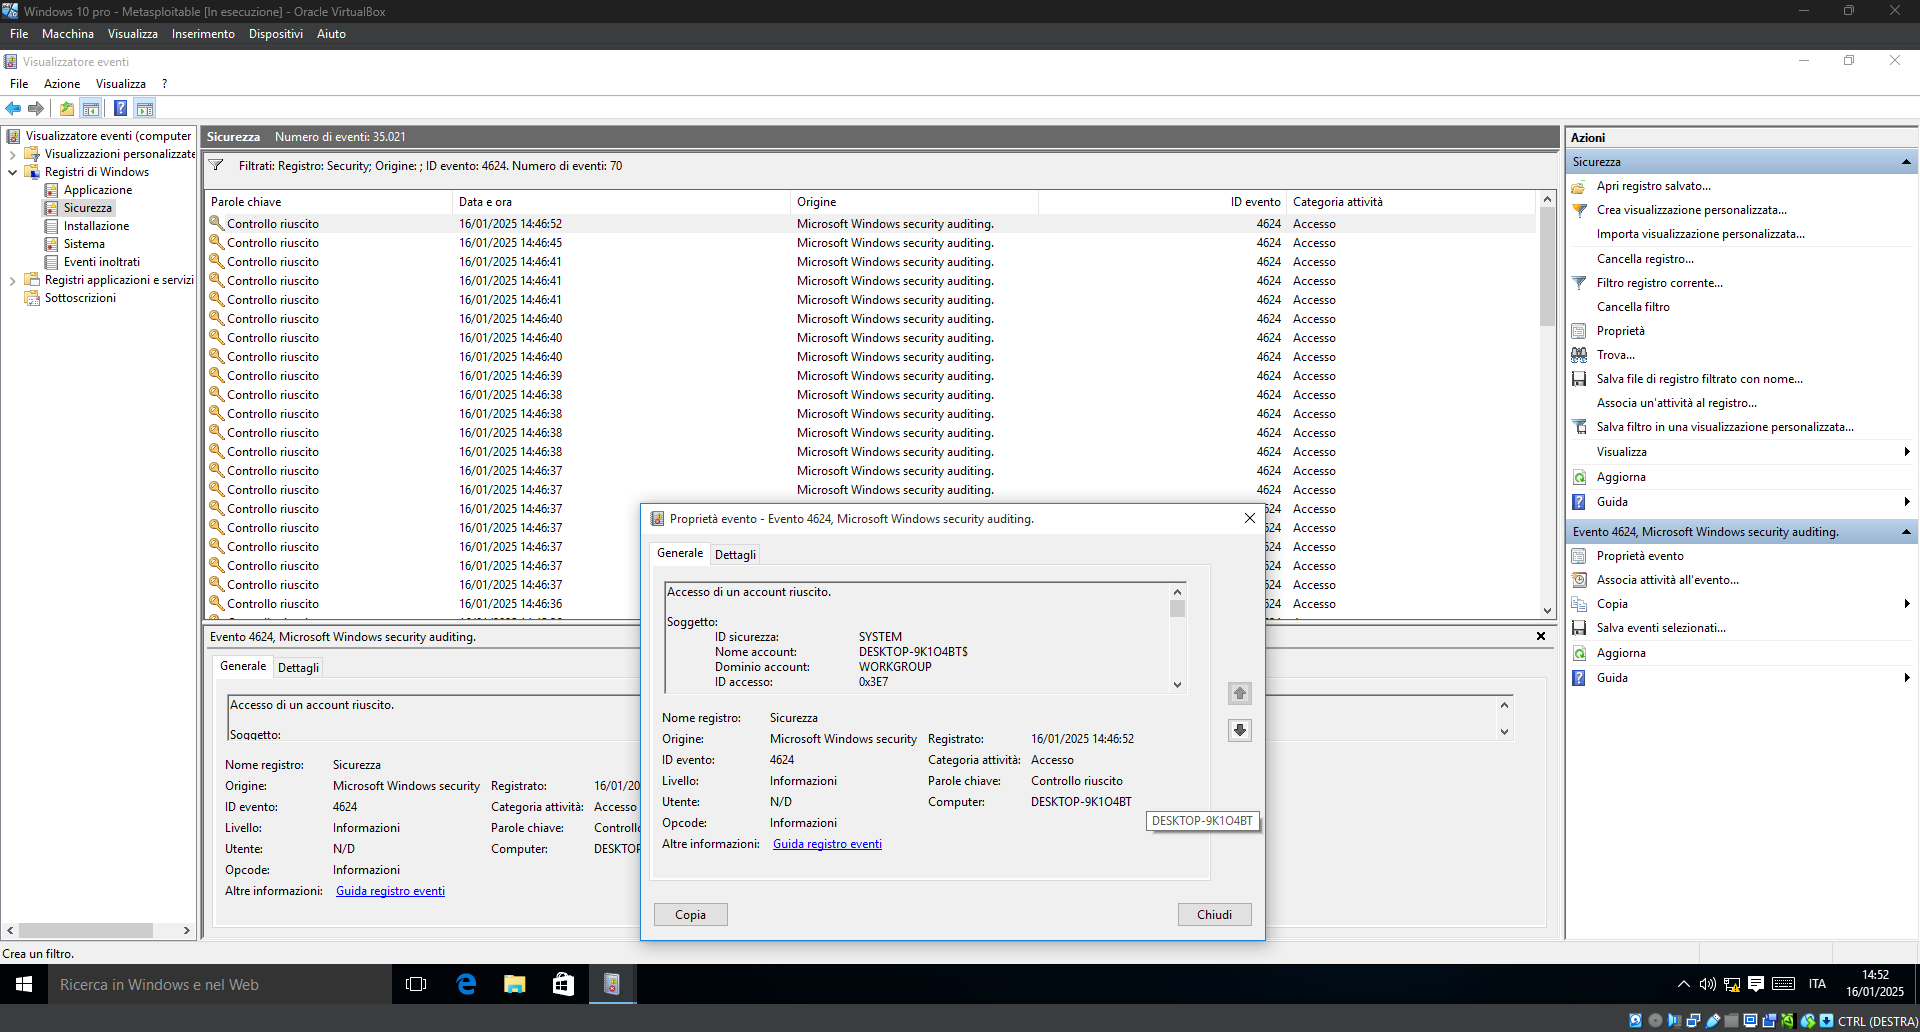 Windows 10 pro - Metasploitable [In esecuzione] - Oracle VirtualBox
File Macchina Visualizza Inserimento Dispositivi Aiuto
Visualizzatore eventi
File Azione Visualizza ?
Visualizzatore eventi (computer
Visualizzazioni personalizzate
Registri di Windows
Applicazione
Sicurezza
Installazione
Sistema
Eventi inoltrati
Registri applicazioni e servizi
Sottoscrizioni
Sicurezza Numero di eventi: 35.021
Filtrati: Registro: Security; Origine: ; ID evento: 4624. Numero di eventi: 70
Parole chiave Data e ora Origine ID evento Categoria attività
Controllo riuscito 16/01/2025 14:46:52 Microsoft Windows security auditing. 4624 Accesso
Controllo riuscito 16/01/2025 14:46:45 Microsoft Windows security auditing. 4624 Accesso
Controllo riuscito 16/01/2025 14:46:41 Microsoft Windows security auditing. 4624 Accesso
Controllo riuscito 16/01/2025 14:46:41 Microsoft Windows security auditing. 4624 Accesso
Controllo riuscito 16/01/2025 14:46:41 Microsoft Windows security auditing. 4624 Accesso
Controllo riuscito 16/01/2025 14:46:40 Microsoft Windows security auditing. 4624 Accesso
Controllo riuscito 16/01/2025 14:46:40 Microsoft Windows security auditing. 4624 Accesso
Controllo riuscito 16/01/2025 14:46:40 Microsoft Windows security auditing. 4624 Accesso
Controllo riuscito 16/01/2025 14:46:39 Microsoft Windows security auditing. 4624 Accesso
Controllo riuscito 16/01/2025 14:46:38 Microsoft Windows security auditing. 4624 Accesso
Controllo riuscito 16/01/2025 14:46:38 Microsoft Windows security auditing. 4624 Accesso
Controllo riuscito 16/01/2025 14:46:38 Microsoft Windows security auditing. 4624 Accesso
Controllo riuscito 16/01/2025 14:46:38 Microsoft Windows security auditing. 4624 Accesso
Controllo riuscito 16/01/2025 14:46:37 Microsoft Windows security auditing. 4624 Accesso
Controllo riuscito 16/01/2025 14:46:37 Microsoft Windows security auditing. 4624 Accesso
Controllo riuscito 16/01/2025 14:46:37 624 Accesso
Controllo riuscito 16/01/2025 14:46:37 624 Accesso
Controllo riuscito 16/01/2025 14:46:37 624 Accesso
Controllo riuscito 16/01/2025 14:46:37 624 Accesso
Controllo riuscito 16/01/2025 14:46:37 624 Accesso
Controllo riuscito 16/01/2025 14:46:36 624 Accesso
Evento 4624, Microsoft Windows security auditing.
Generale Dettagli
Accesso di un account riuscito.
Soggetto:
Nome registro: Sicurezza
Origine: Microsoft Windows security Registrato: 16/01/20
ID evento: 4624 Categoria attività: Accesso
Livello: Informazioni Parole chiave: Controllo
Utente: N/D Computer: DESKTOP
Opcode: Informazioni
Altre informazioni: Guida registro eventi
Proprietà evento - Evento 4624, Microsoft Windows security auditing.
Generale Dettagli
Accesso di un account riuscito.
Soggetto:
ID sicurezza: SYSTEM
Nome account: DESKTOP-9K1O4BT$
Dominio account: WORKGROUP
ID accesso: 0x3E7
Nome registro: Sicurezza
Origine: Microsoft Windows security Registrato: 16/01/2025 14:46:52
ID evento: 4624 Categoria attività: Accesso
Livello: Informazioni Parole chiave: Controllo riuscito
Utente: N/D Computer: DESKTOP-9K1O4BT
DESKTOP-9K1O4BT
Opcode: Informazioni
Altre informazioni: Guida registro eventi
Copia Chiudi
Azioni
Sicurezza
Apri registro salvato...
Crea visualizzazione personalizzata...
Importa visualizzazione personalizzata...
Cancella registro...
Filtro registro corrente...
Cancella filtro
Proprietà
Trova...
Salva file di registro filtrato con nome...
Associa un'attività al registro...
Salva filtro in una visualizzazione personalizzata...
Visualizza
Aggiorna
Guida
Evento 4624, Microsoft Windows security auditing.
Proprietà evento
Associa attività all'evento...
Copia
Salva eventi selezionati...
Aggiorna
Guida
Crea un filtro.
Ricerca in Windows e nel Web
ITA
14:52
16/01/2025
CTRL (DESTRA)